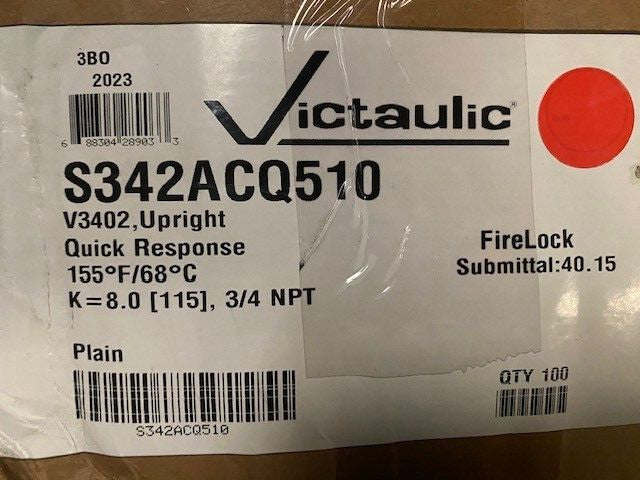 3BO
2023
6 88304 28903 3
Victaulic®
S342ACQ510
V3402,Upright
Quick Response
155°F/68°C
K=8.0 [115], 3/4 NPT
FireLock
Submittal:40.15
Plain
S342ACQ510
QTY 100